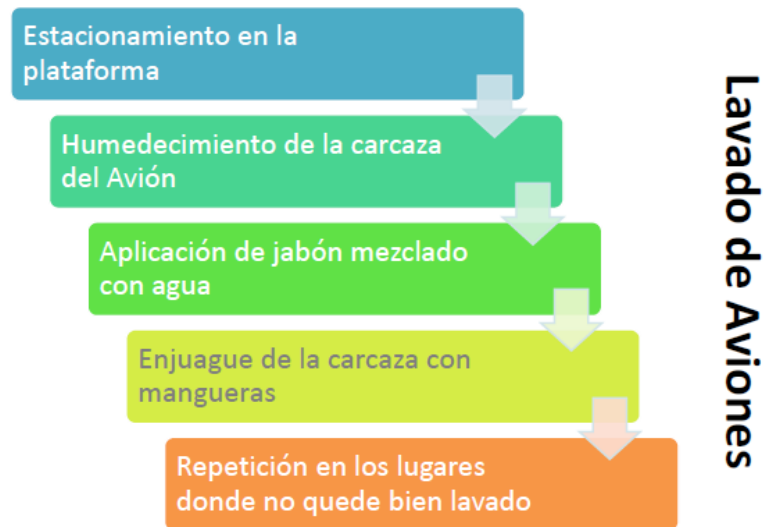 Estacionamiento en la
plataforma
Humedecimiento de la carcaza
del Avión
Aplicación de jabón mezclado
con agua
Enjuague de la carcaza con
mangueras
Repetición en los lugares
donde no quede bien lavado
Lavado de Aviones